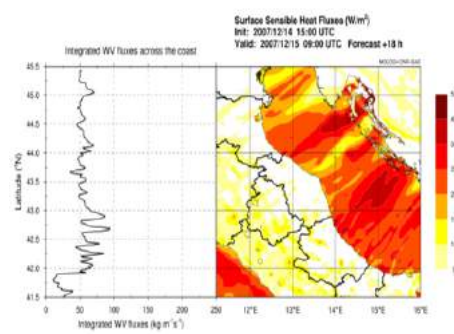 Surface Sensible Heat Fluxes (W/m²)
Init: 2007/12/14 15:00 UTC
Valid: 2007/12/15 09:00 UTC Forecast +18 h
Integrated WV fluxes across the coast
45.5
45.0
44.5
44.0
43.5
43.0
42.5
42.0
41.5
Latitude (°N)
0 50 100 150 200 250
12°E 13°E 14°E 15°E 16°E
Integrated WV fluxes (kg m⁻¹s⁻¹)